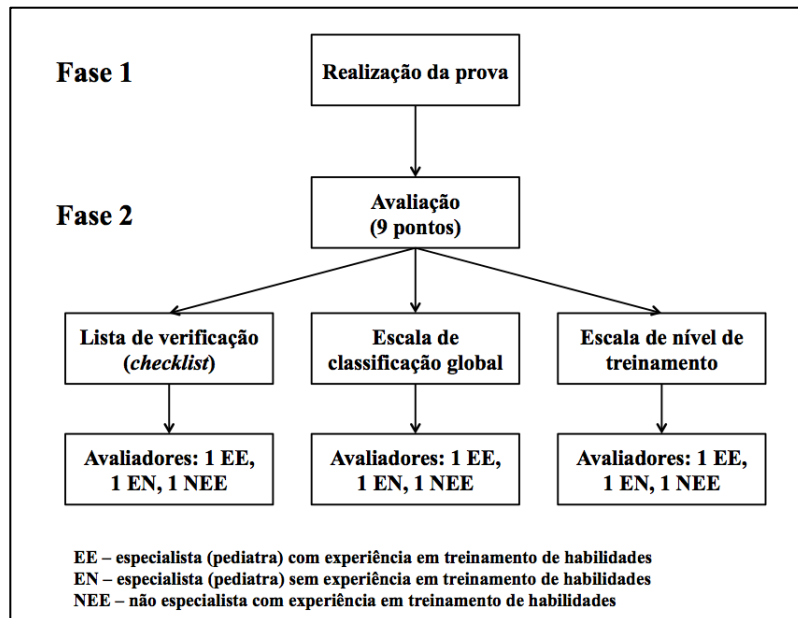 Fase 1
Realização da prova
Fase 2
Avaliação
(9 pontos)
Lista de verificação
(checklist)
Escala de
classificação global
Escala de nível de
treinamento
Avaliadores: 1 EE,
1 EN, 1 NEE
Avaliadores: 1 EE,
1 EN, 1 NEE
Avaliadores: 1 EE,
1 EN, 1 NEE
EE – especialista (pediatra) com experiência em treinamento de habilidades
EN – especialista (pediatra) sem experiência em treinamento de habilidades
NEE – não especialista com experiência em treinamento de habilidades